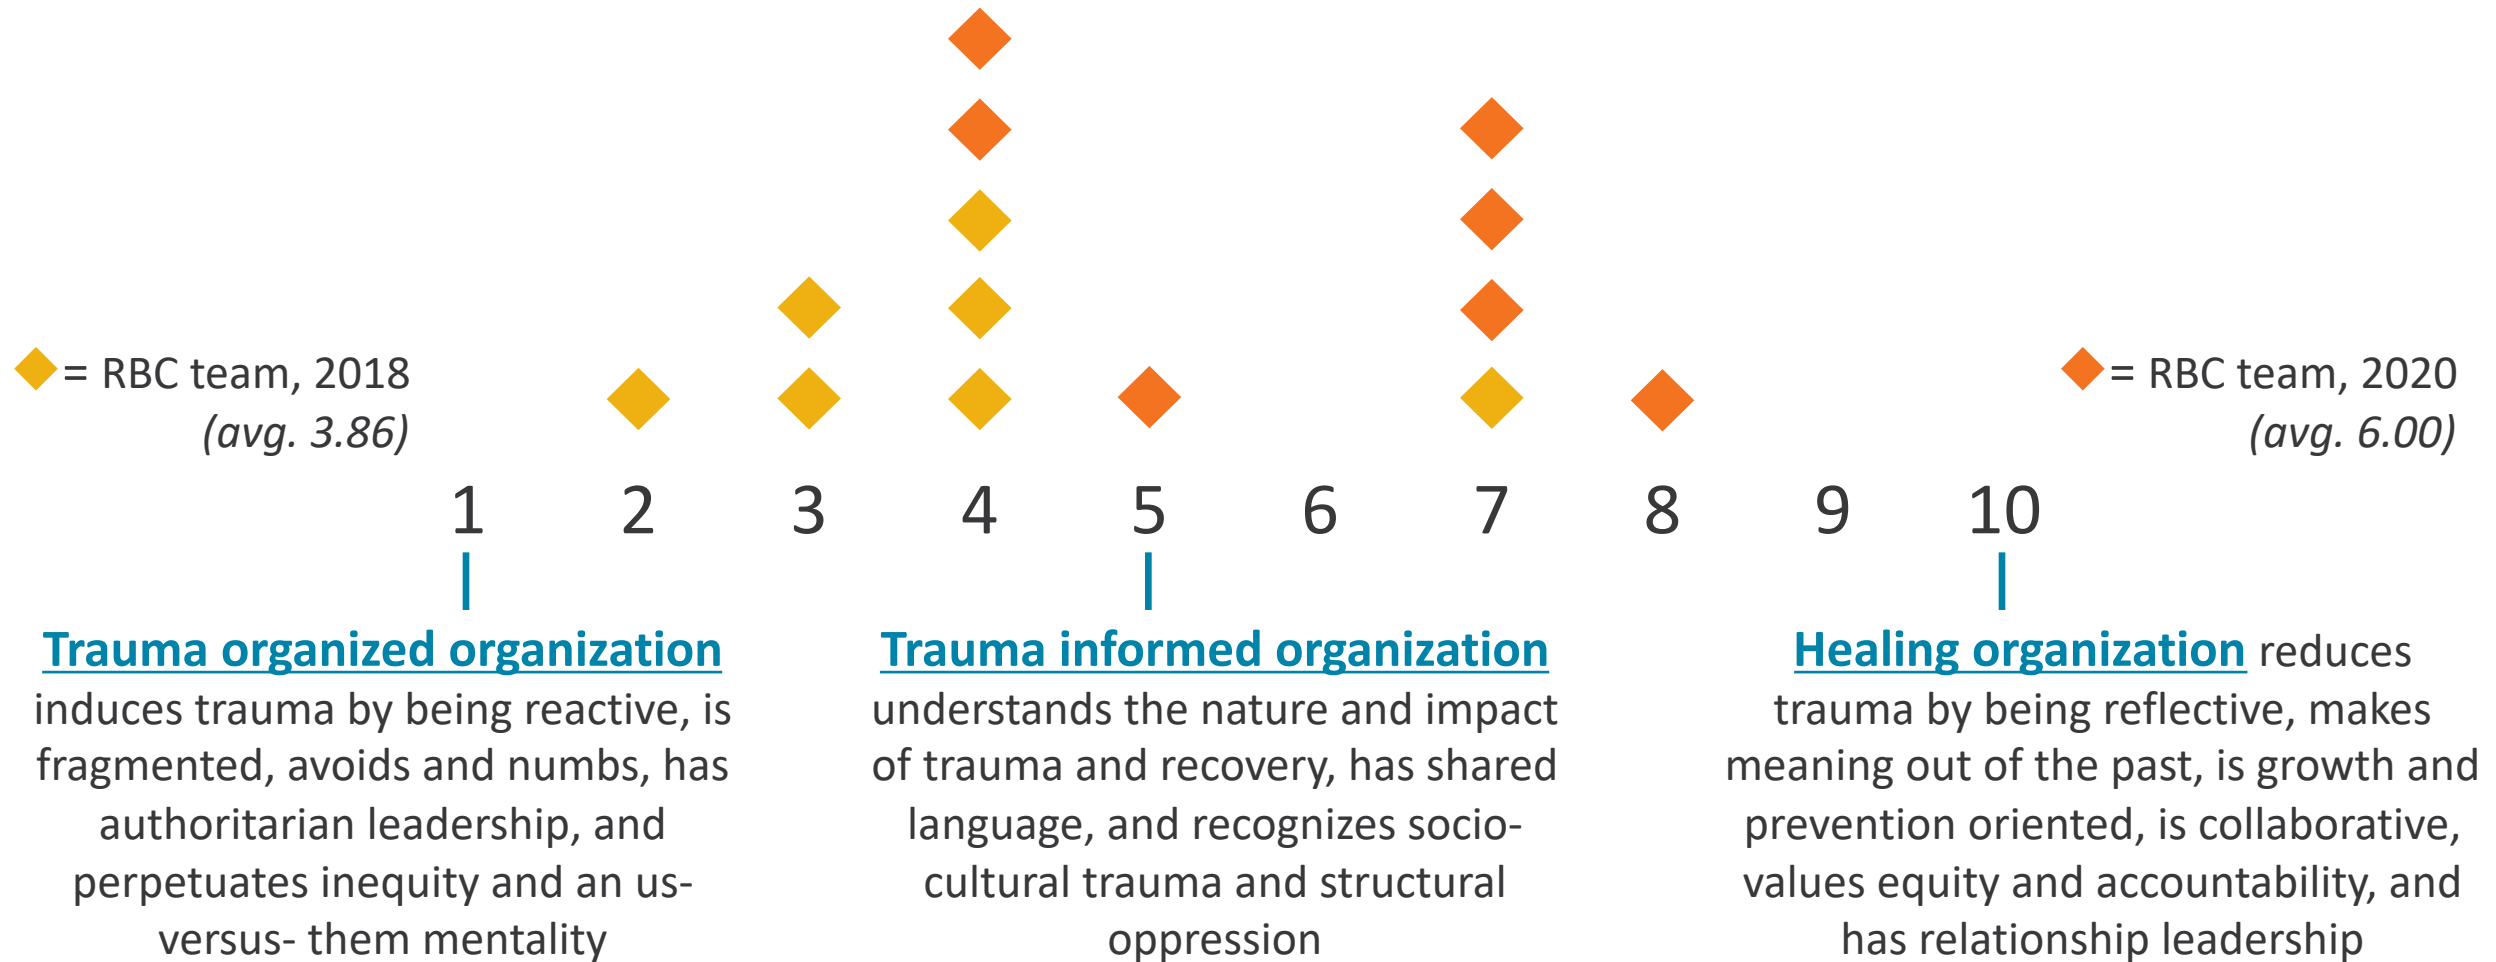 = RBC team, 2018
(avg. 3.86)
= RBC team, 2020
(avg. 6.00)
1 2 3 4 5 6 7 8 9 10
Trauma organized organization
induces trauma by being reactive, is
fragmented, avoids and numbs, has
authoritarian leadership, and
perpetuates inequity and an us-
versus- them mentality
Trauma informed organization
understands the nature and impact
of trauma and recovery, has shared
language, and recognizes socio-
cultural trauma and structural
oppression
Healing organization reduces
trauma by being reflective, makes
meaning out of the past, is growth and
prevention oriented, is collaborative,
values equity and accountability, and
has relationship leadership